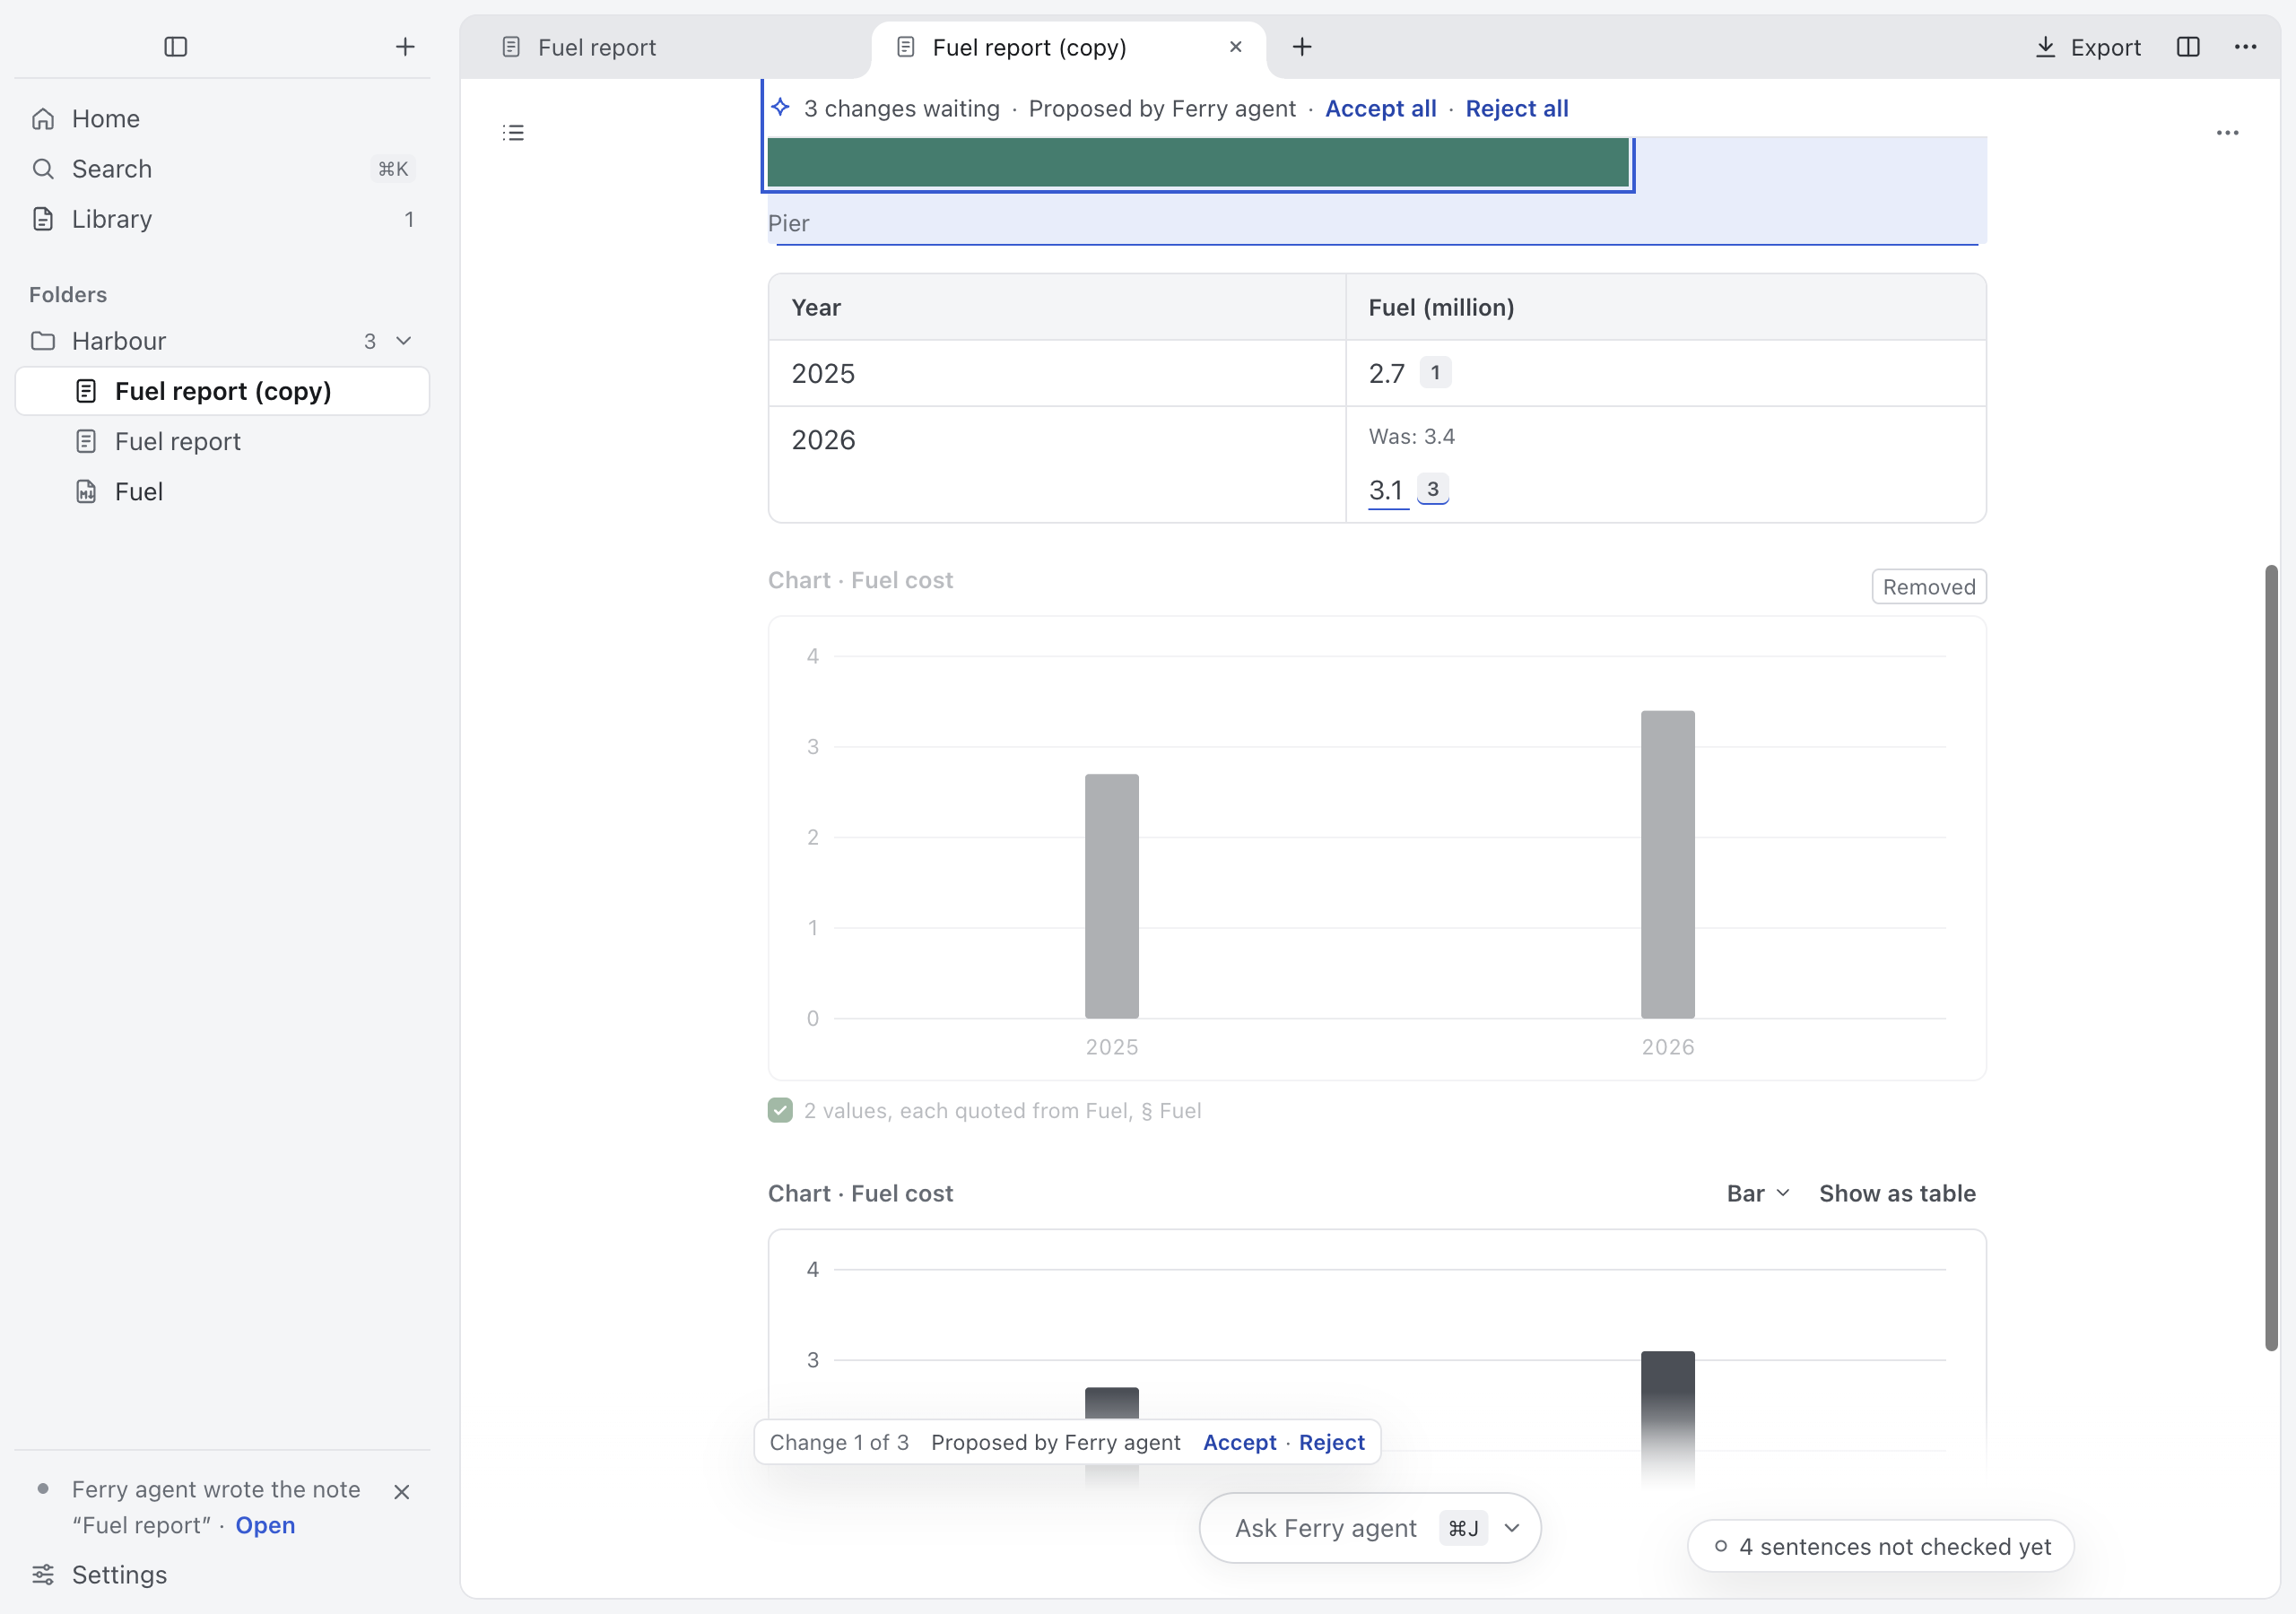 Home
Search ⌘K
Library 1
Folders
Harbour 3
Fuel report (copy)
Fuel report
Fuel
Ferry agent wrote the note
“Fuel report” · Open
Settings
Fuel report
Fuel report (copy)
Export
3 changes waiting · Proposed by Ferry agent · Accept all · Reject all
Pier
Year Fuel (million)
2025 2.7 1
2026 Was: 3.4
3.1 3
Chart · Fuel cost Removed
4
3
2
1
0
2025 2026
2 values, each quoted from Fuel, § Fuel
Chart · Fuel cost Bar Show as table
4
3
Change 1 of 3 Proposed by Ferry agent Accept · Reject
Ask Ferry agent ⌘J
4 sentences not checked yet